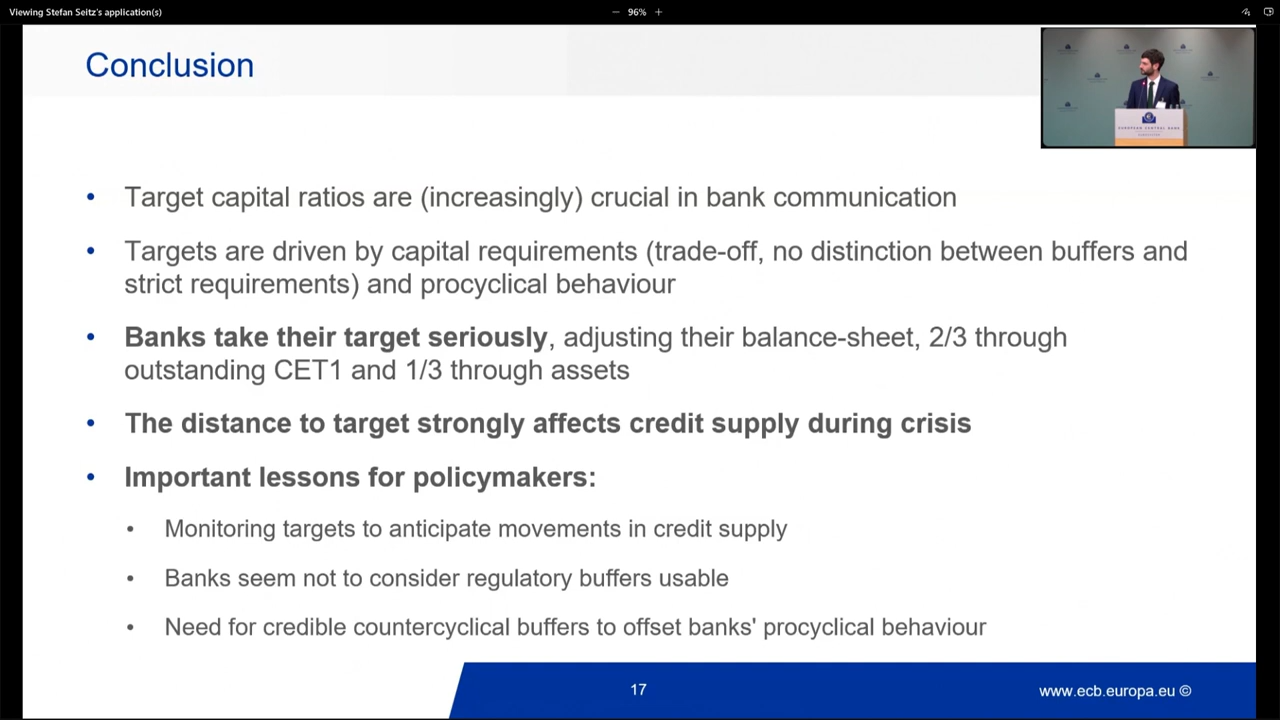 Viewing Stefan Seitz's application(s)
96%
Conclusion
EUROPEAN CENTRAL BANK
Target capital ratios are (increasingly) crucial in bank communication
Targets are driven by capital requirements (trade-off, no distinction between buffers and
strict requirements) and procyclical behaviour
Banks take their target seriously, adjusting their balance-sheet, 2/3 through
outstanding CET1 and 1/3 through assets
The distance to target strongly affects credit supply during crisis
Important lessons for policymakers:
Monitoring targets to anticipate movements in credit supply
Banks seem not to consider regulatory buffers usable
Need for credible countercyclical buffers to offset banks' procyclical behaviour
17
www.ecb.europa.eu ©